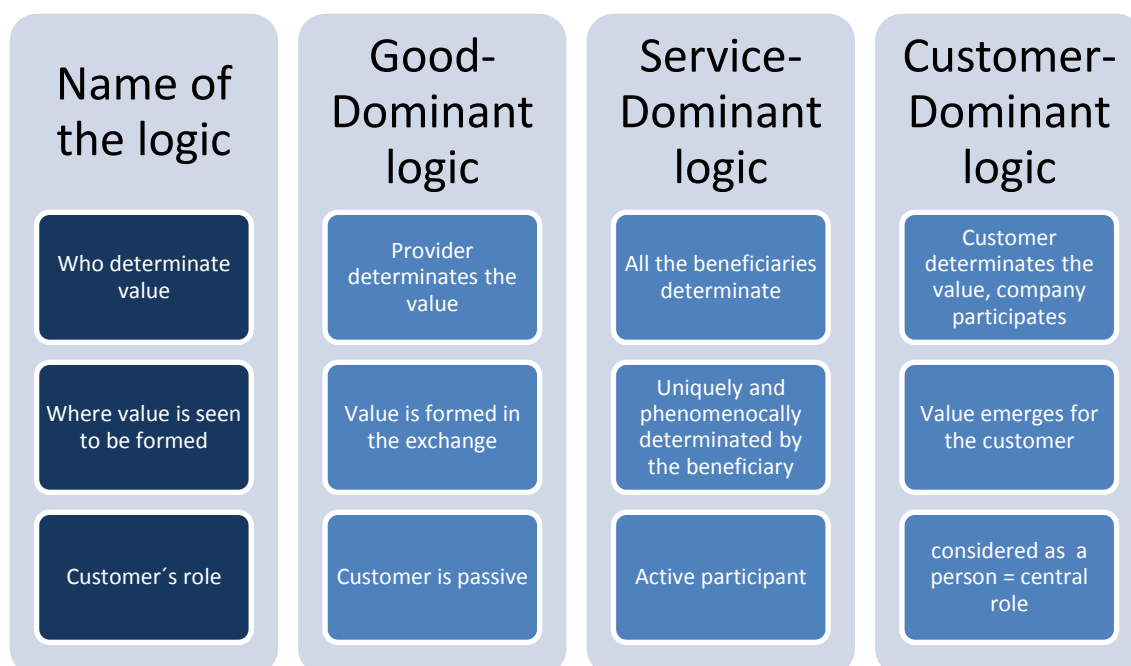 Name of
the logic
Who determinate
value
Where value is seen
to be formed
Customer´s role
Good-
Dominant
logic
Provider
determinates the
value
Value is formed in
the exchange
Customer is passive
Service-
Dominant
logic
All the beneficiaries
determinate
Uniquely and
phenomenocally
determinated by
the beneficiary
Active participant
Customer-
Dominant
logic
Customer
determinates the
value, company
participates
Value emerges for
the customer
considered as a
person = central
role